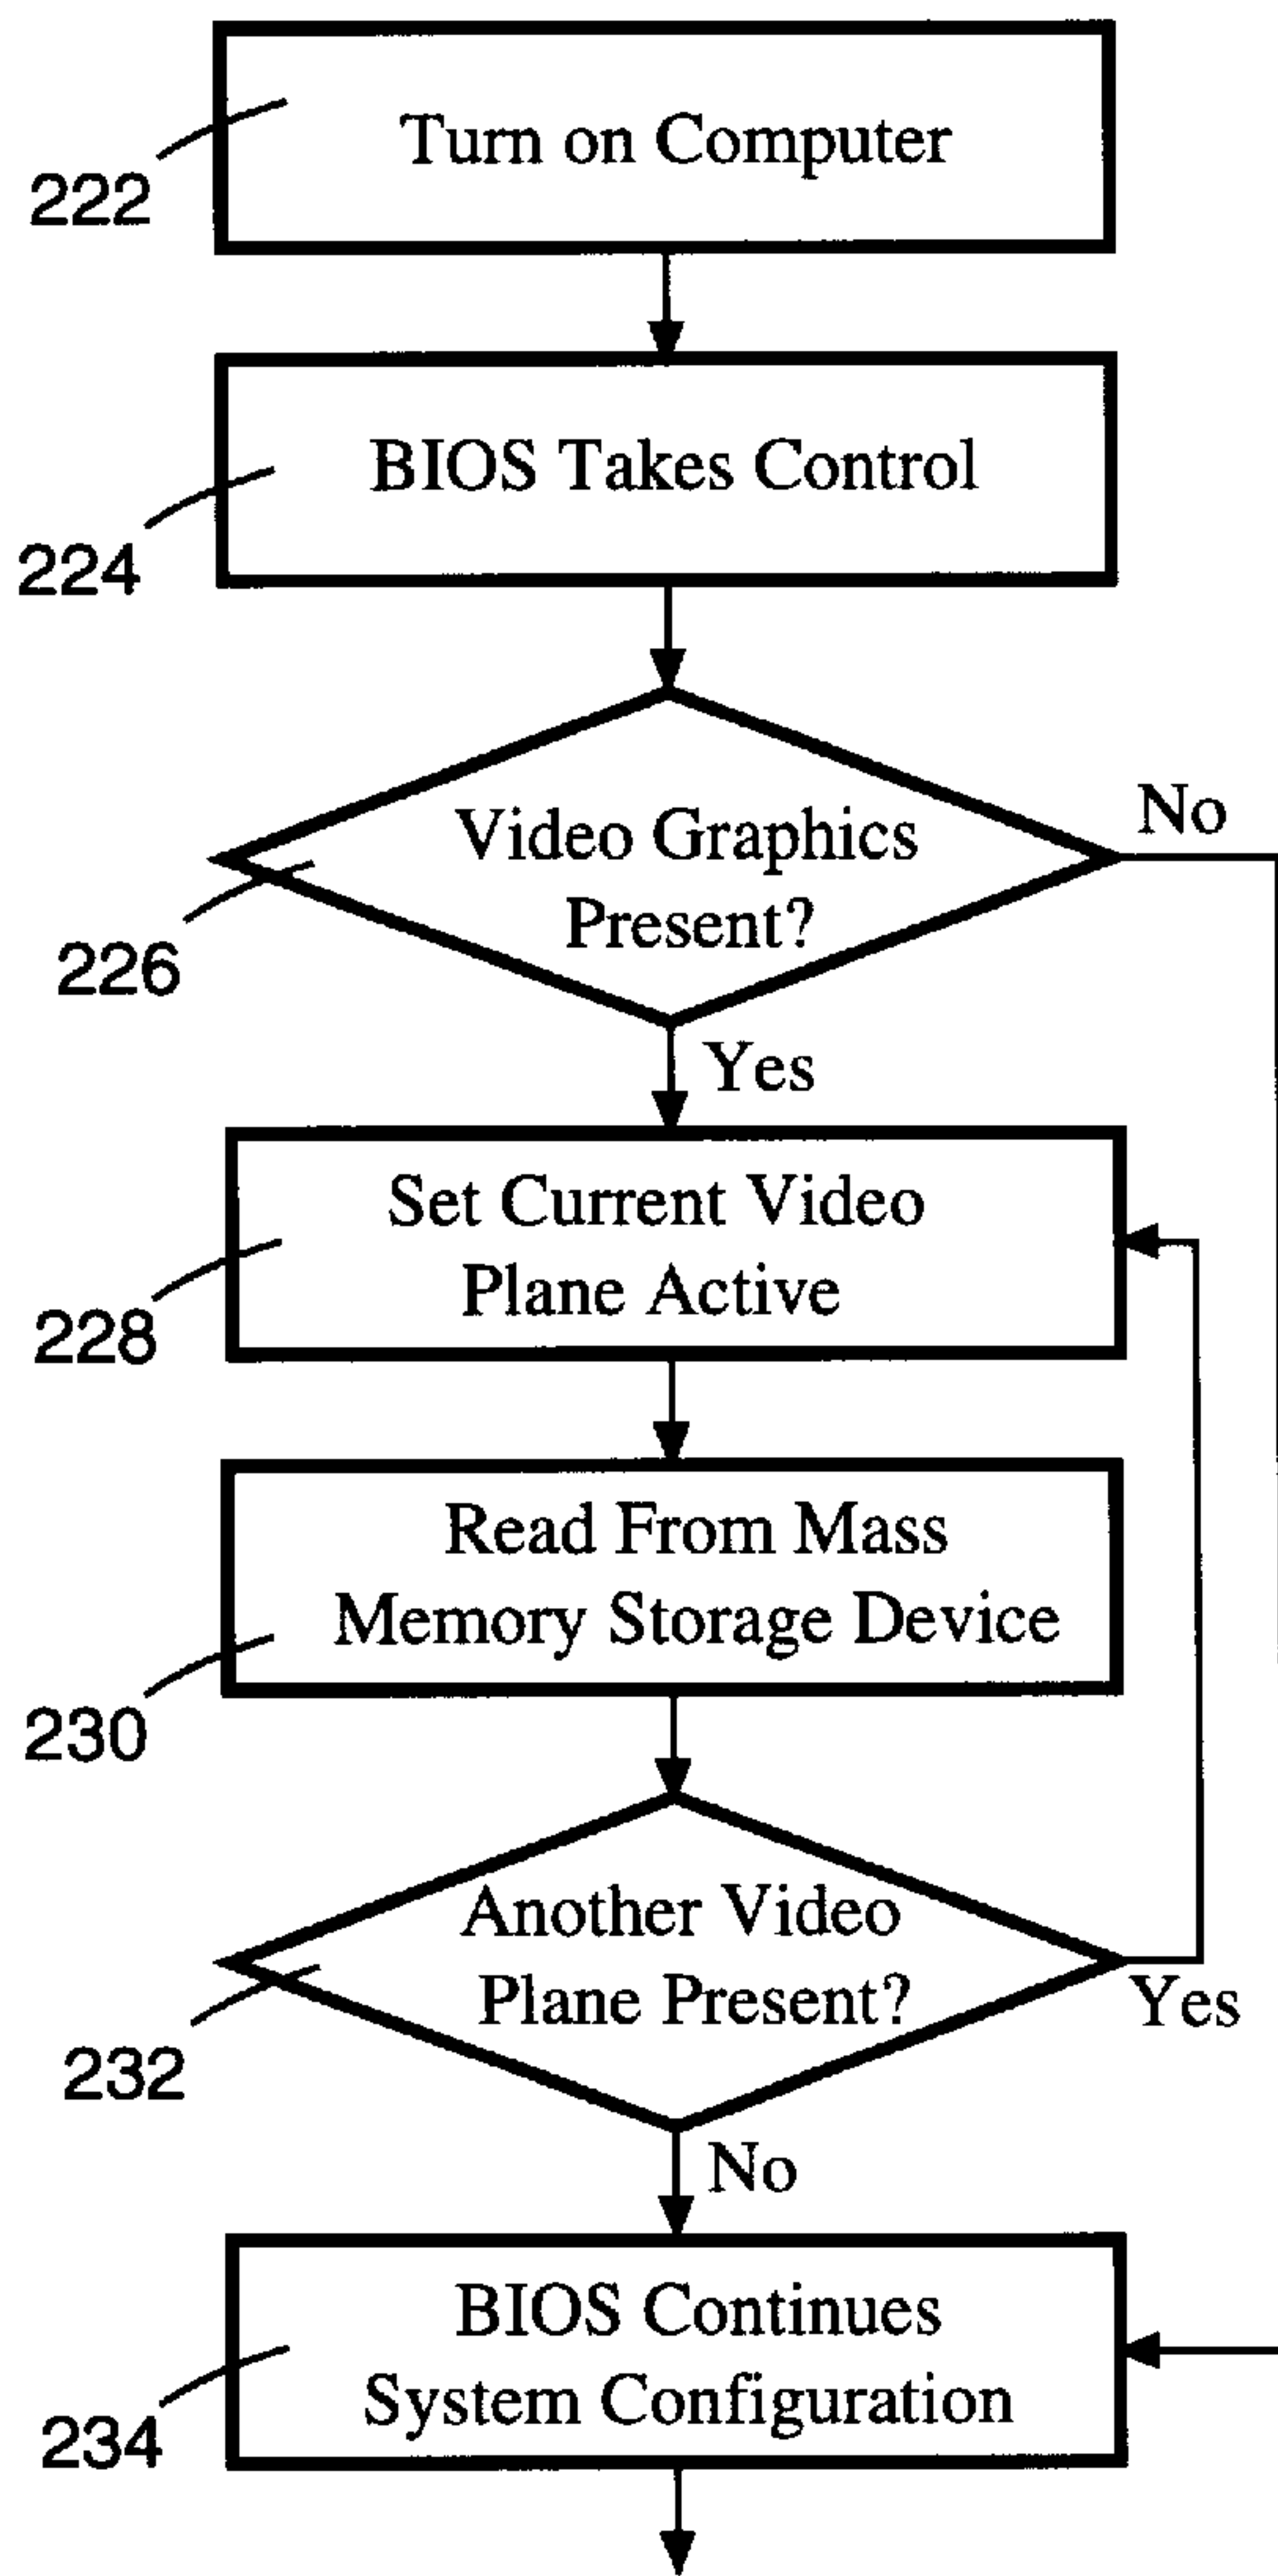 Turn on Computer
222
BIOS Takes Control
224
Video Graphics
Present?
No
226
Yes
Set Current Video
Plane Active
228
Read From Mass
Memory Storage Device
230
Another Video
Plane Present?
Yes
232
No
BIOS Continues
System Configuration
234